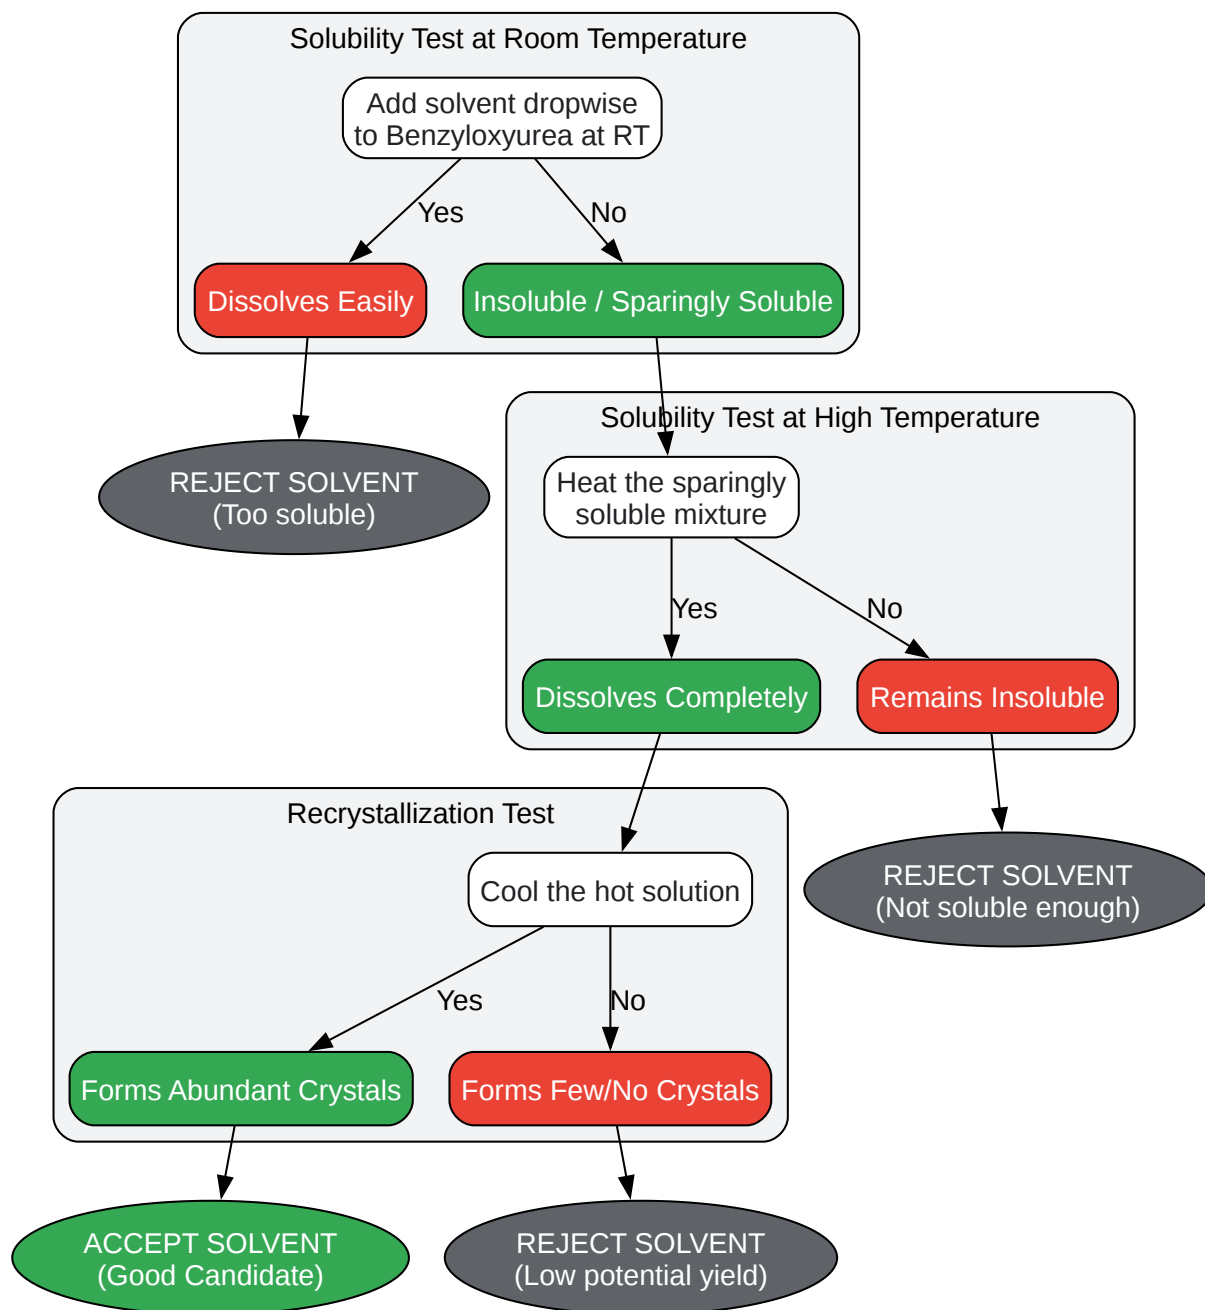 Solubility Test at Room Temperature
Add solvent dropwise
to Benzyloxyurea at RT
Yes
No
Dissolves Easily
Insoluble / Sparingly Soluble
REJECT SOLVENT
(Too soluble)
Solubility Test at High Temperature
Heat the sparingly
soluble mixture
Yes
No
Dissolves Completely
Remains Insoluble
REJECT SOLVENT
(Not soluble enough)
Recrystallization Test
Cool the hot solution
Yes
No
Forms Abundant Crystals
Forms Few/No Crystals
ACCEPT SOLVENT
(Good Candidate)
REJECT SOLVENT
(Low potential yield)